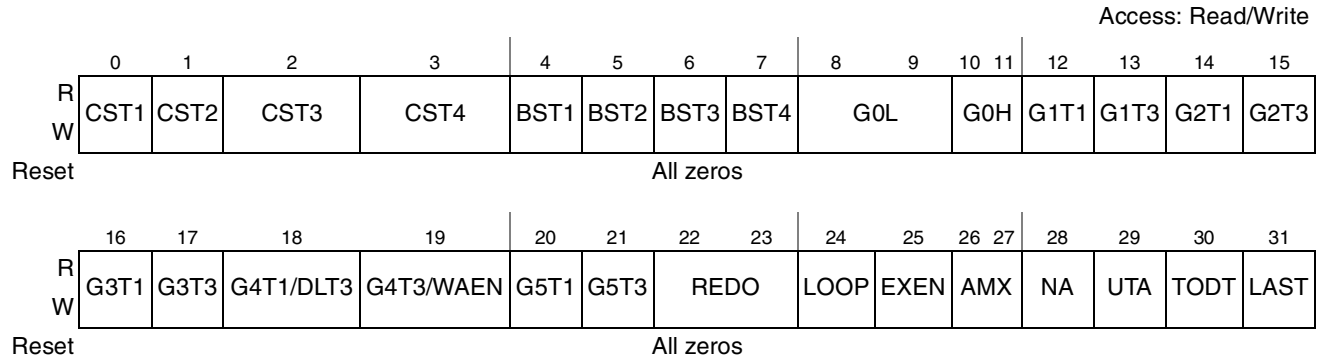 Access: Read/Write
0 1 2 3 4 5 6 7 8 9 10 11 12 13 14 15
R
W
CST1 CST2 CST3 CST4 BST1 BST2 BST3 BST4 G0L G0H G1T1 G1T3 G2T1 G2T3
Reset All zeros
16 17 18 19 20 21 22 23 24 25 26 27 28 29 30 31
R
W
G3T1 G3T3 G4T1/DLT3 G4T3/WAEN G5T1 G5T3 REDO LOOP EXEN AMX NA UTA TODT LAST
Reset All zeros